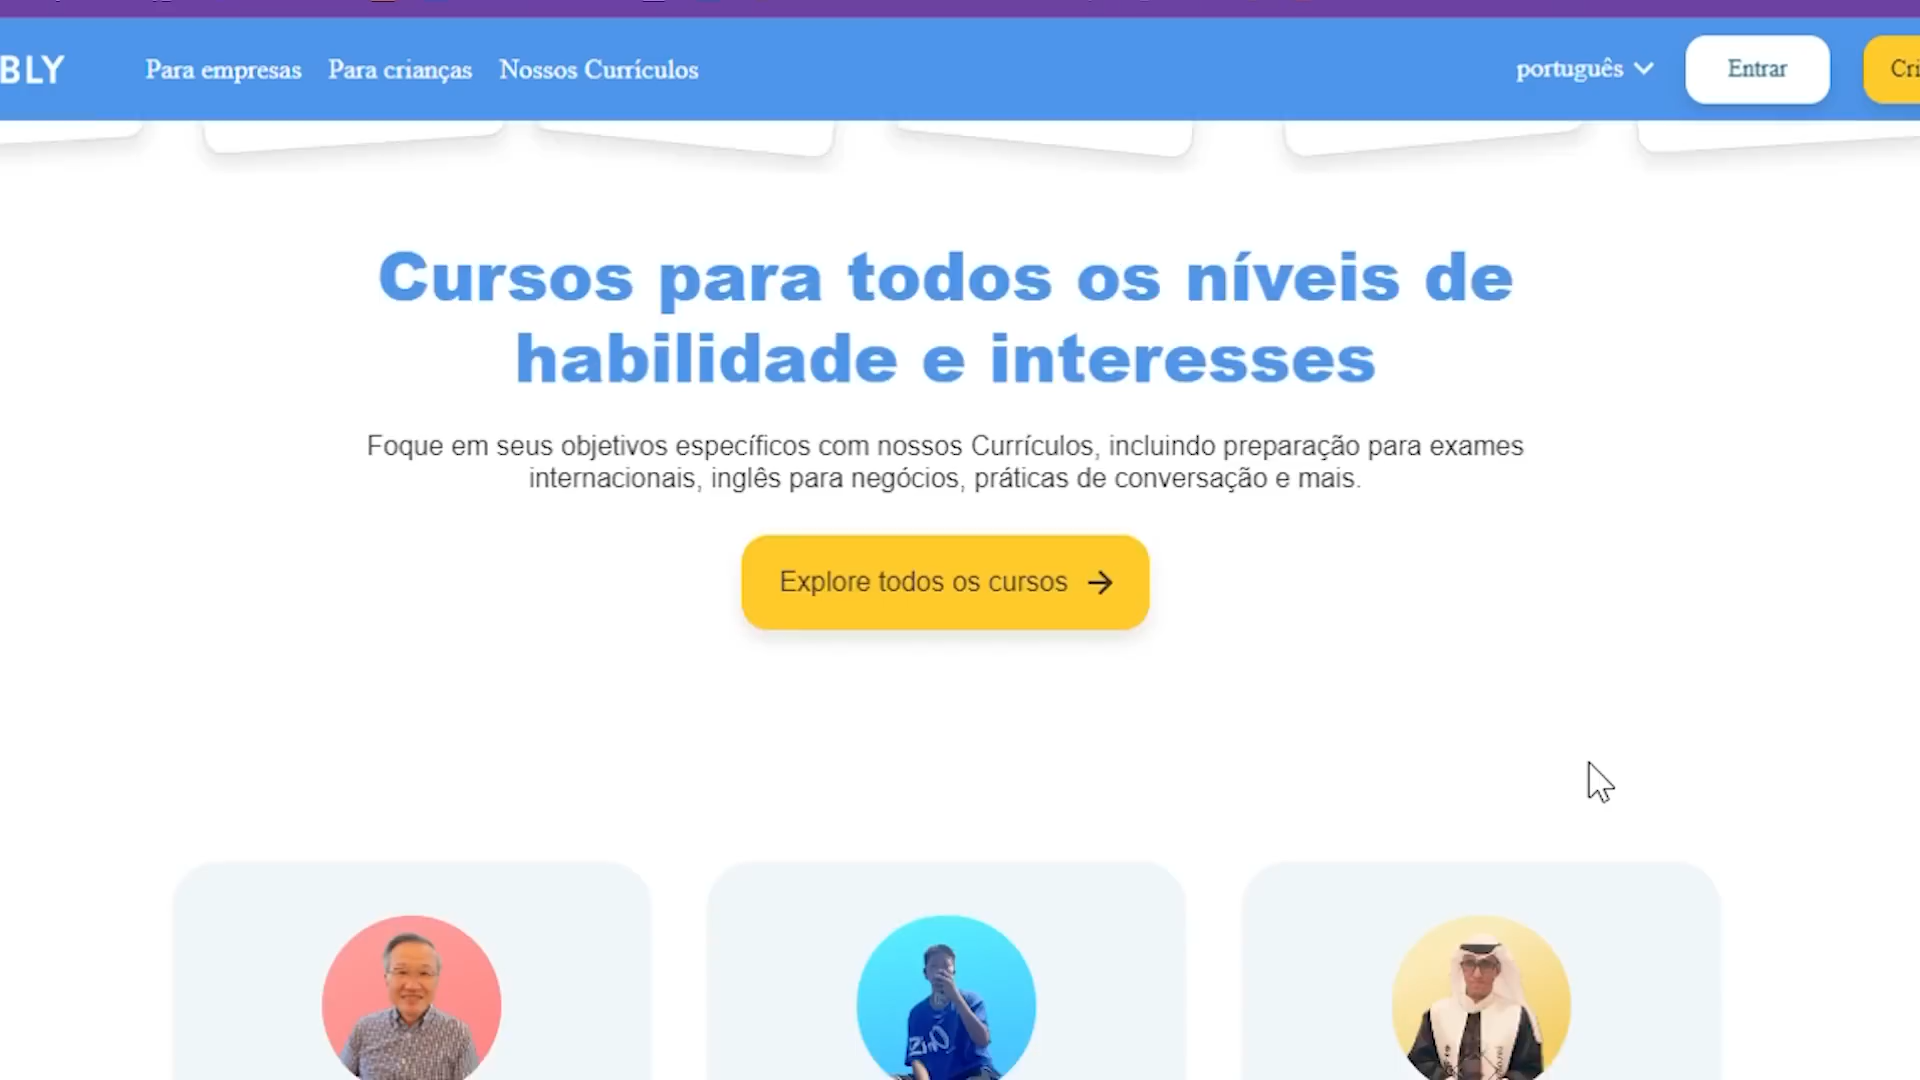 BLY
Para empresas
Para crianças
Nossos Currículos
português
Entrar
Cri
Cursos para todos os níveis de
habilidade e interesses
Foque em seus objetivos específicos com nossos Currículos, incluindo preparação para exames
internacionais, inglês para negócios, práticas de conversação e mais.
Explore todos os cursos